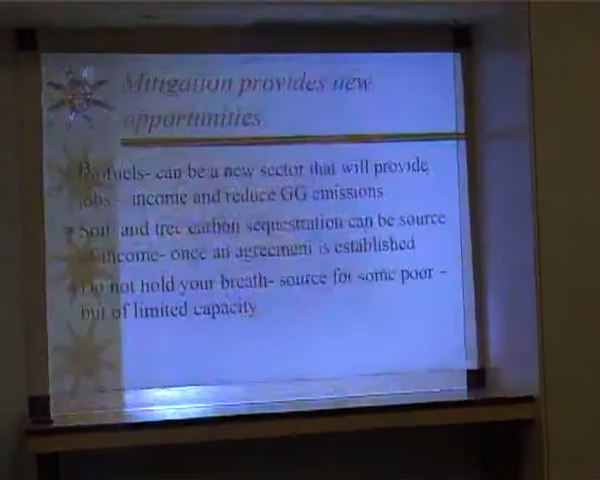 Mitigation provides new
opportunities
Biofuels- can be a new sector that will provide
jobs - income and reduce GG emissions
Soil and tree carbon sequestration can be source
of income- once an agreement is established
Do not hold your breath- source for some poor -
but of limited capacity